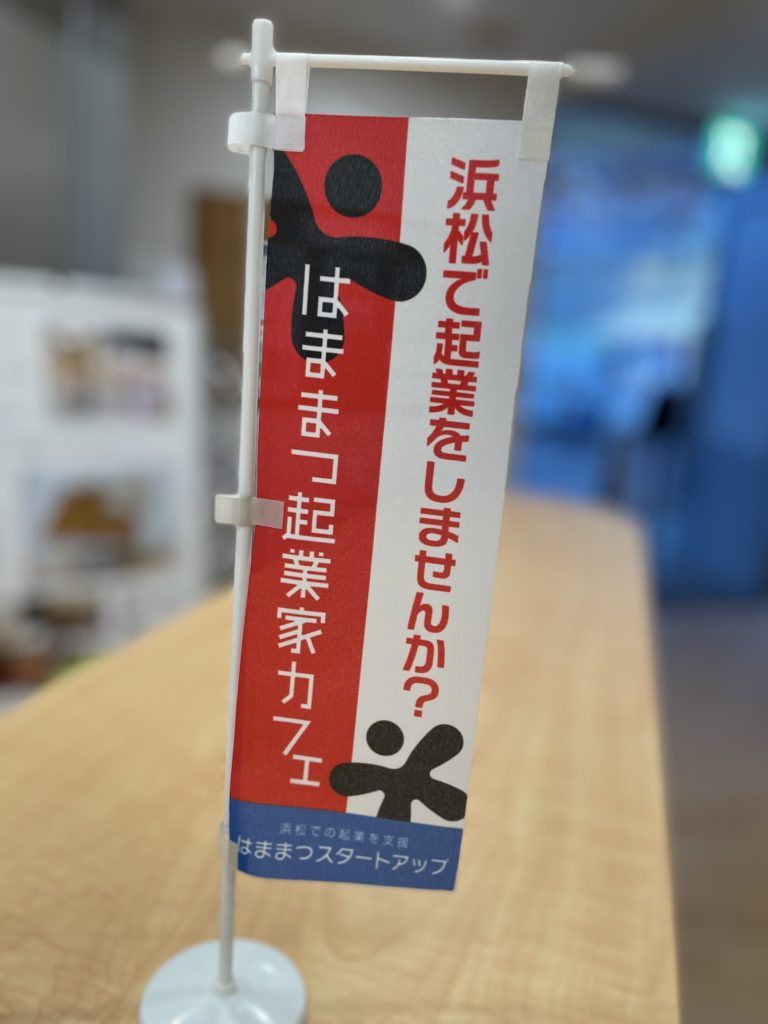 浜松で起業をしませんか?
はままつ起業家カフェ
浜松での起業を支援
はままつスタートアップ